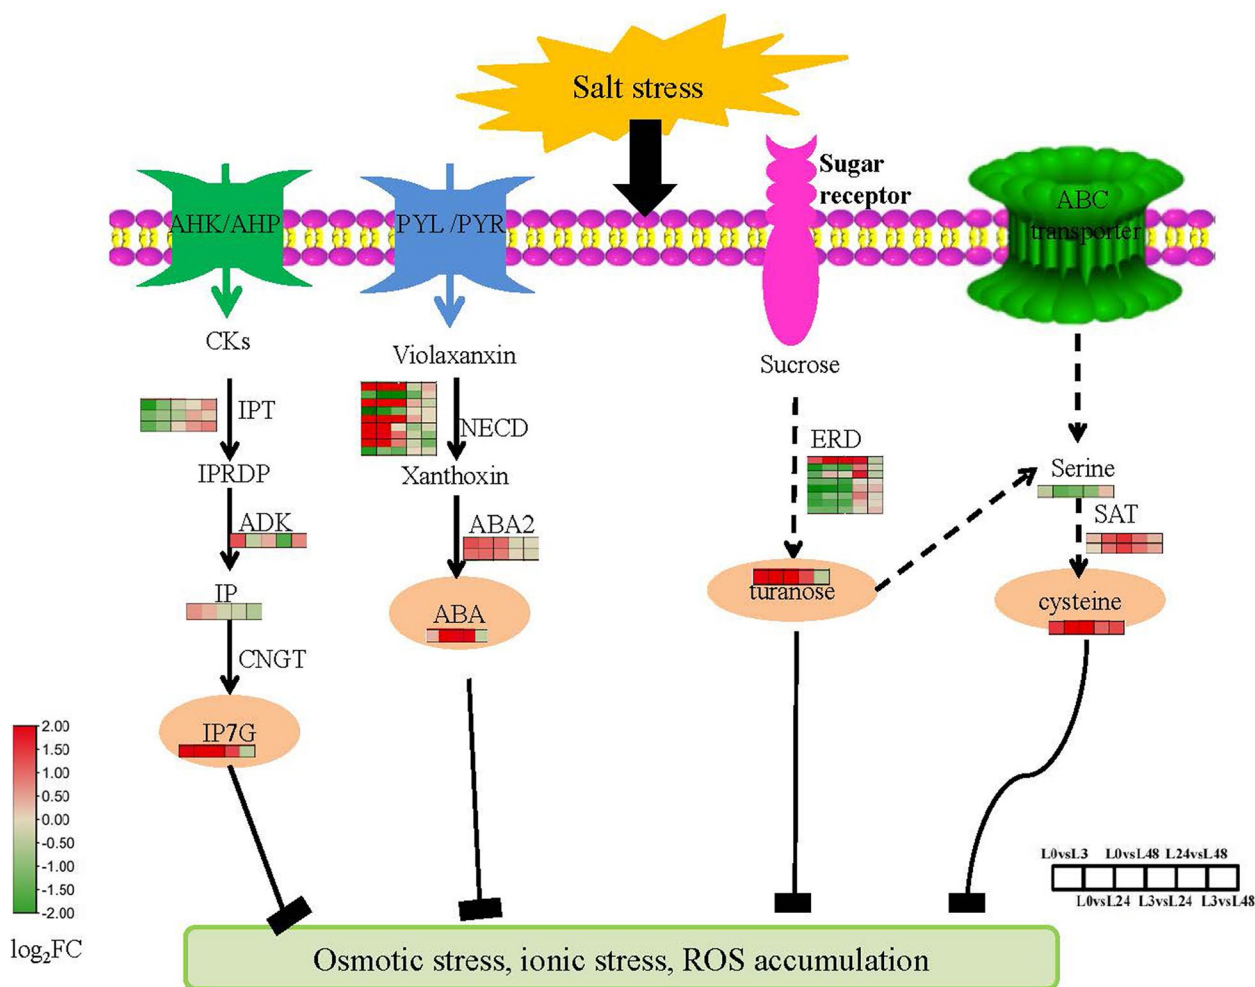 Salt stress
Sugar
receptor
AHK/AHP
PYL /PYR
ABC
transporter
CKs
Violaxanxin
Sucrose
IPT
NECD
ERD
IPRDP
Xanthoxin
Serine
ADK
ABA2
SAT
IP
ABA
turanose
cysteine
CNGT
IP7G
2.00
1.50
1.00
0.50
0.00
-0.50
-1.00
-1.50
-2.00
log2FC
L0vsL3 L0vsL48 L24vsL48
L0vsL24 L3vsL24 L3vsL48
Osmotic stress, ionic stress, ROS accumulation